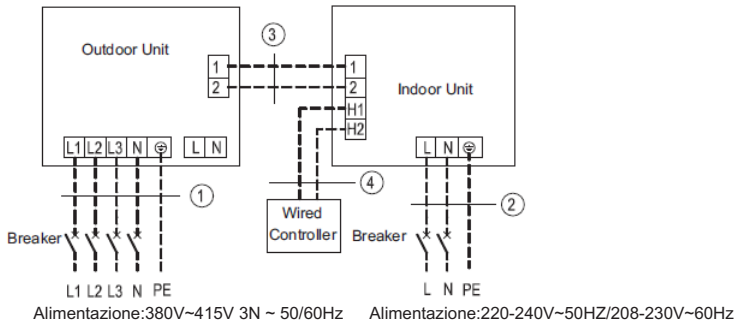 Outdoor Unit
3
1
1
2
2
Indoor Unit
H1
H2
L1 L2 L3 N L N
L N
1
4
2
Wired
Controller
Breaker
Breaker
L1 L2 L3 N PE
L N PE
Alimentazione:380V~415V 3N ~ 50/60Hz
Alimentazione:220-240V~50HZ/208-230V~60Hz